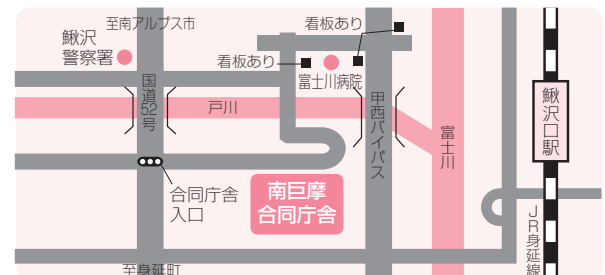 至南アルプス市
鰍沢
警察署
看板あり
看板あり
富士川病院
国道52号
戸川
甲西バイパス
富士川
鰍沢口駅
合同庁舎
入口
南巨摩
合同庁舎
JR身延線
至身延町